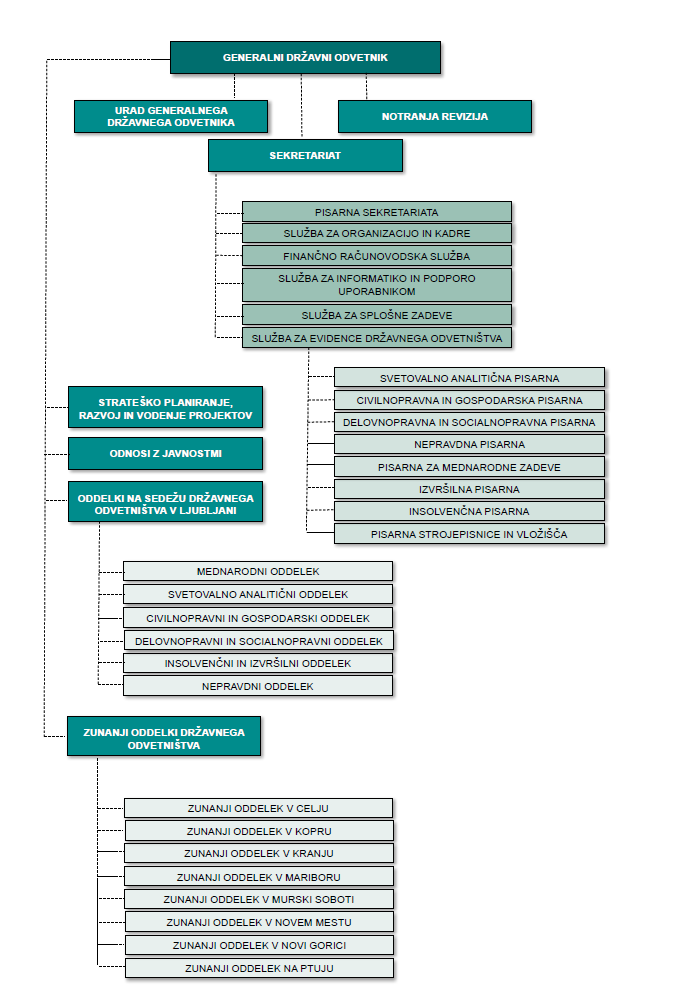 GENERALNI DRŽAVNI ODVETNIK
URAD GENERALNEGA
DRŽAVNEGA ODVETNIKA
NOTRANJA REVIZIJA
SEKRETARIAT
PISARNA SEKRETARIATA
SLUŽBA ZA ORGANIZACIJO IN KADRE
FINANČNO RAČUNOVODSKA SLUŽBA
SLUŽBA ZA INFORMATIKO IN PODPORO
UPORABNIKOM
SLUŽBA ZA SPLOŠNE ZADEVE
SLUŽBA ZA EVIDENCE DRŽAVNEGA ODVETNIŠTVA
SVETOVALNO ANALITIČNA PISARNA
CIVILNOPRAVNA IN GOSPODARSKA PISARNA
DELOVNOPRAVNA IN SOCIALNOPRAVNA PISARNA
NEPRAVDNA PISARNA
PISARNA ZA MEDNARODNE ZADEVE
IZVRŠILNA PISARNA
INSOLVENČNA PISARNA
PISARNA STROJEPISNICE IN VLOŽIŠČA
STRATEŠKO PLANIRANJE,
RAZVOJ IN VODENJE PROJEKTOV
ODNOSI Z JAVNOSTMI
ODDELKI NA SEDEŽU DRŽAVNEGA
ODVETNIŠTVA V LJUBLJANI
MEDNARODNI ODDELEK
SVETOVALNO ANALITIČNI ODDELEK
CIVILNOPRAVNI IN GOSPODARSKI ODDELEK
DELOVNOPRAVNI IN SOCIALNOPRAVNI ODDELEK
INSOLVENČNI IN IZVRŠILNI ODDELEK
NEPRAVDNI ODDELEK
ZUNANJI ODDELKI DRŽAVNEGA
ODVETNIŠTVA
ZUNANJI ODDELEK V CELJU
ZUNANJI ODDELEK V KOPRU
ZUNANJI ODDELEK V KRANJU
ZUNANJI ODDELEK V MARIBORU
ZUNANJI ODDELEK V MURSKI SOBOTI
ZUNANJI ODDELEK V NOVEM MESTU
ZUNANJI ODDELEK V NOVI GORICI
ZUNANJI ODDELEK NA PTUJU